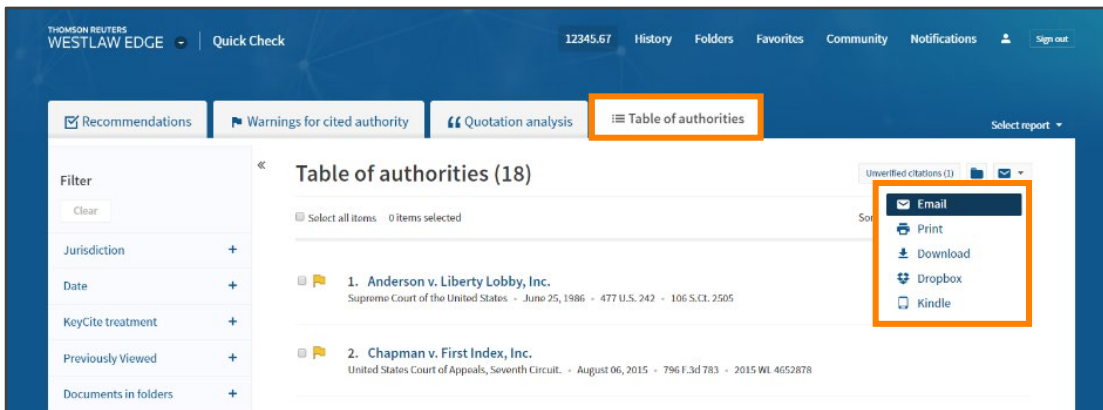 THOMSON REUTERS
WESTLAW EDGE Quick Check 12345.67 History Folders Favorites Community Notifications Sign out
Recommendations Warnings for cited authority Quotation analysis Table of authorities Select report
Filter
Clear
Jurisdiction +
Date +
KeyCite treatment +
Previously Viewed +
Documents in folders +
«
Table of authorities (18)
Unverified citations (1)
Select all items 0 items selected
Email
Print
Download
Dropbox
Kindle
1. Anderson v. Liberty Lobby, Inc.
Supreme Court of the United States - June 25, 1986 - 477 U.S. 242 - 106 S.Ct. 2505
2. Chapman v. First Index, Inc.
United States Court of Appeals, Seventh Circuit. - August 06, 2015 - 796 F.3d 783 - 2015 WL 4652878